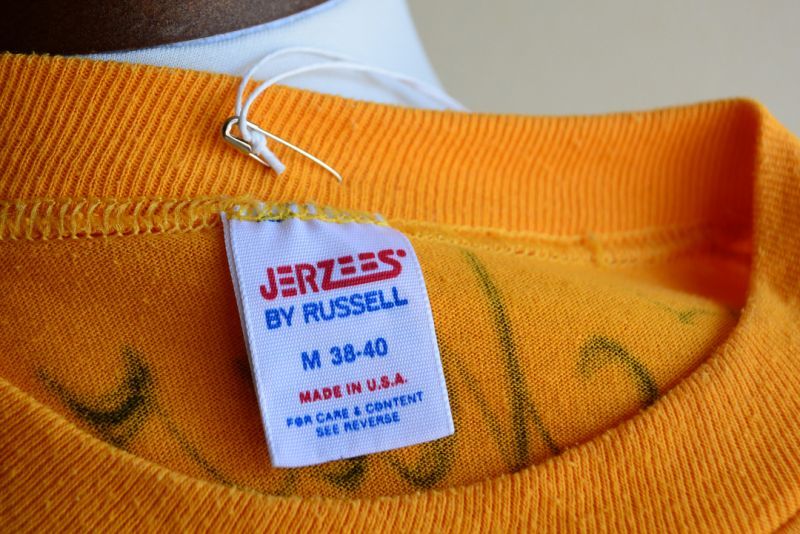 JERZEES
BY RUSSELL
M 38-40
MADE IN U.S.A.
FOR CARE & CONTENT
SEE REVERSE